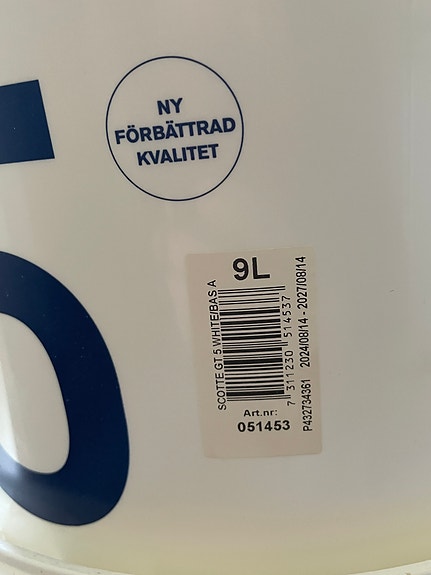 5
NY
FÖRBÄTTRAD
KVALITET
9L
SCOTTE GT 5 WHITE/BAS A
7 311230 514537
P432734361 2024/08/14 - 2027/08/14
Art.nr:
051453